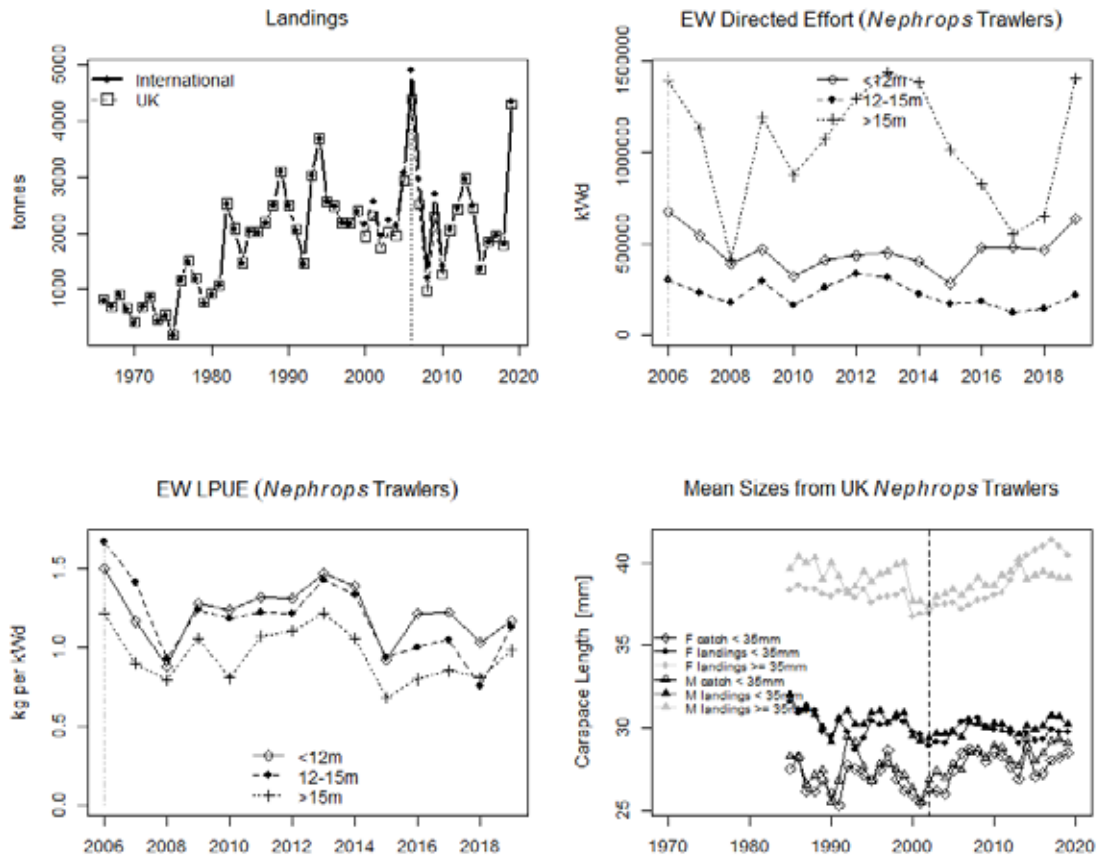 Landings
International
UK
tonnes
5000
4000
3000
2000
1000
1970 1980 1990 2000 2010 2020
EW Directed Effort (Nephrops Trawlers)
<12m
12-15m
>15m
kWd
1500000
1000000
500000
0
2006 2008 2010 2012 2014 2016 2018
EW LPUE (Nephrops Trawlers)
kg per kWd
1.5
1.0
0.5
0.0
<12m
12-15m
>15m
2006 2008 2010 2012 2014 2016 2018
Mean Sizes from UK Nephrops Trawlers
Carapace Length [mm]
40
35
30
25
F catch < 35mm
F landings < 35mm
F landings >= 35mm
M catch < 35mm
M landings < 35mm
M landings >= 35mm
1970 1980 1990 2000 2010 2020